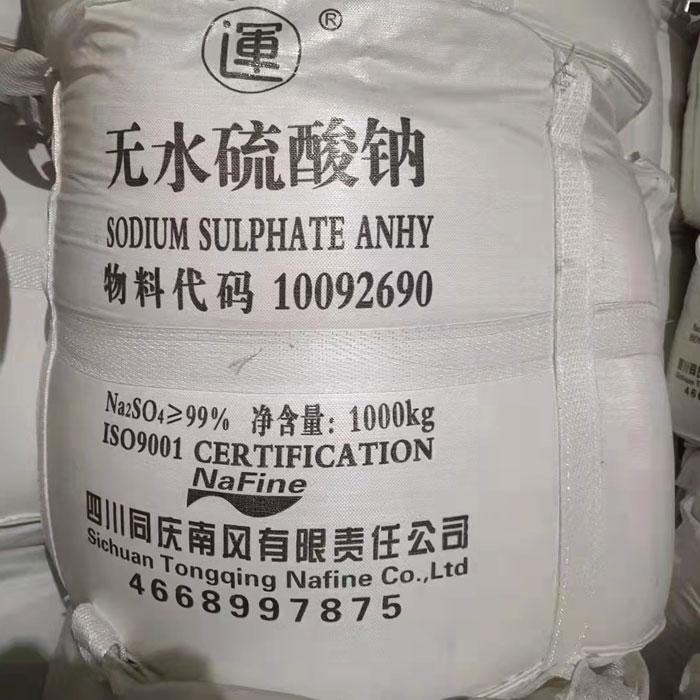 運 ®
无水硫酸钠
SODIUM SULPHATE ANHY
物料代码 10092690
Na₂SO₄≥99% 净含量: 1000kg
ISO9001 CERTIFICATION
NaFine
四川同庆南风有限责任公司
Sichuan Tongqing Nafine Co.,Ltd
4668997875